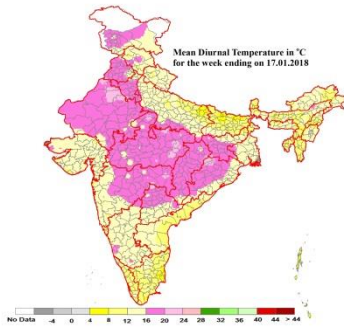 Mean Diurnal Temperature in °C
for the week ending on 17.01.2018
No Data -4 0 4 8 12 16 20 24 28 32 36 40 44 > 44